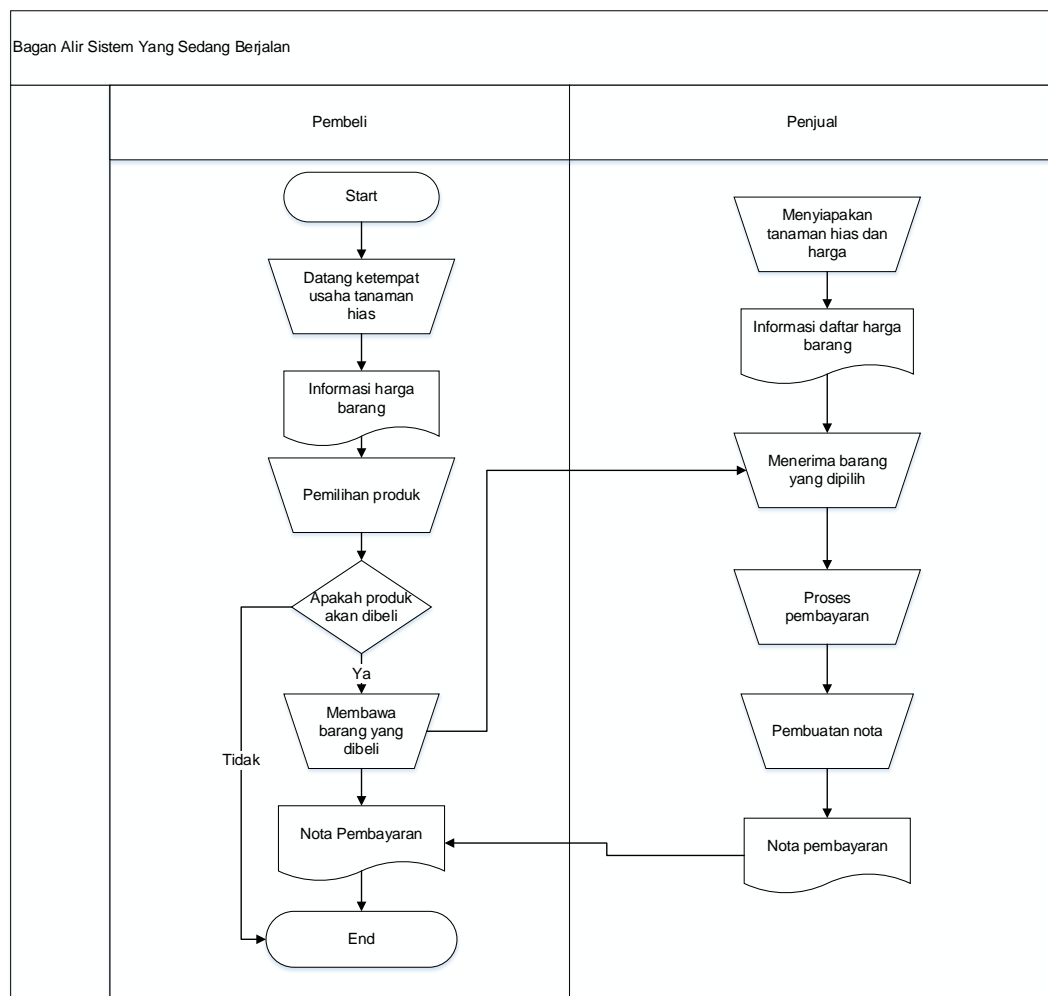 Bagan Alir Sistem Yang Sedang Berjalan
Pembeli
Penjual
Start
Datang ketempat
usaha tanaman
hias
Informasi harga
barang
Pemilihan produk
Apakah produk
akan dibeli
Ya
Tidak
Membawa
barang yang
dibeli
Nota Pembayaran
End
Menyiapakan
tanaman hias dan
harga
Informasi daftar harga
barang
Menerima barang
yang dipilih
Proses
pembayaran
Pembuatan nota
Nota pembayaran